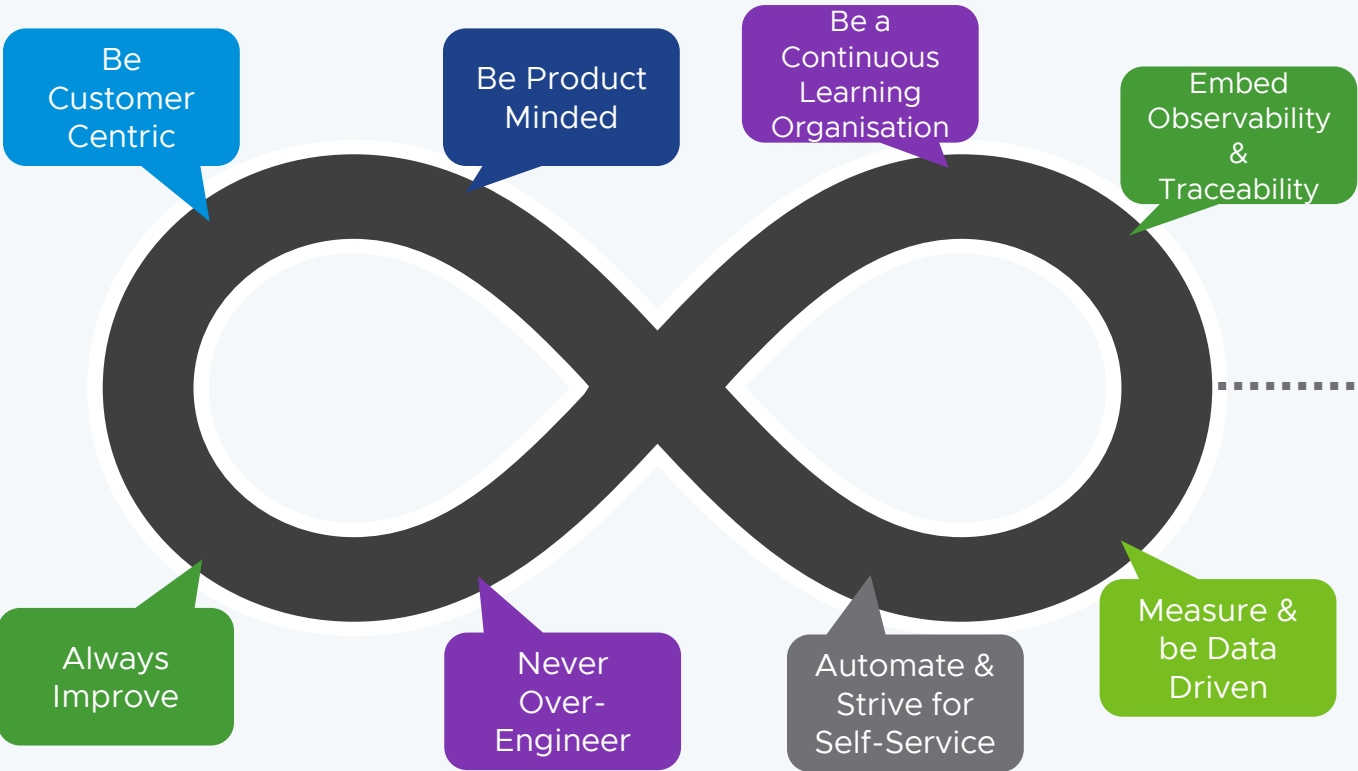 Be
Customer
Centric
Be Product
Minded
Be a
Continuous
Learning
Organisation
Embed
Observability
&
Traceability
Always
Improve
Never
Over-
Engineer
Automate &
Strive for
Self-Service
Measure &
be Data
Driven